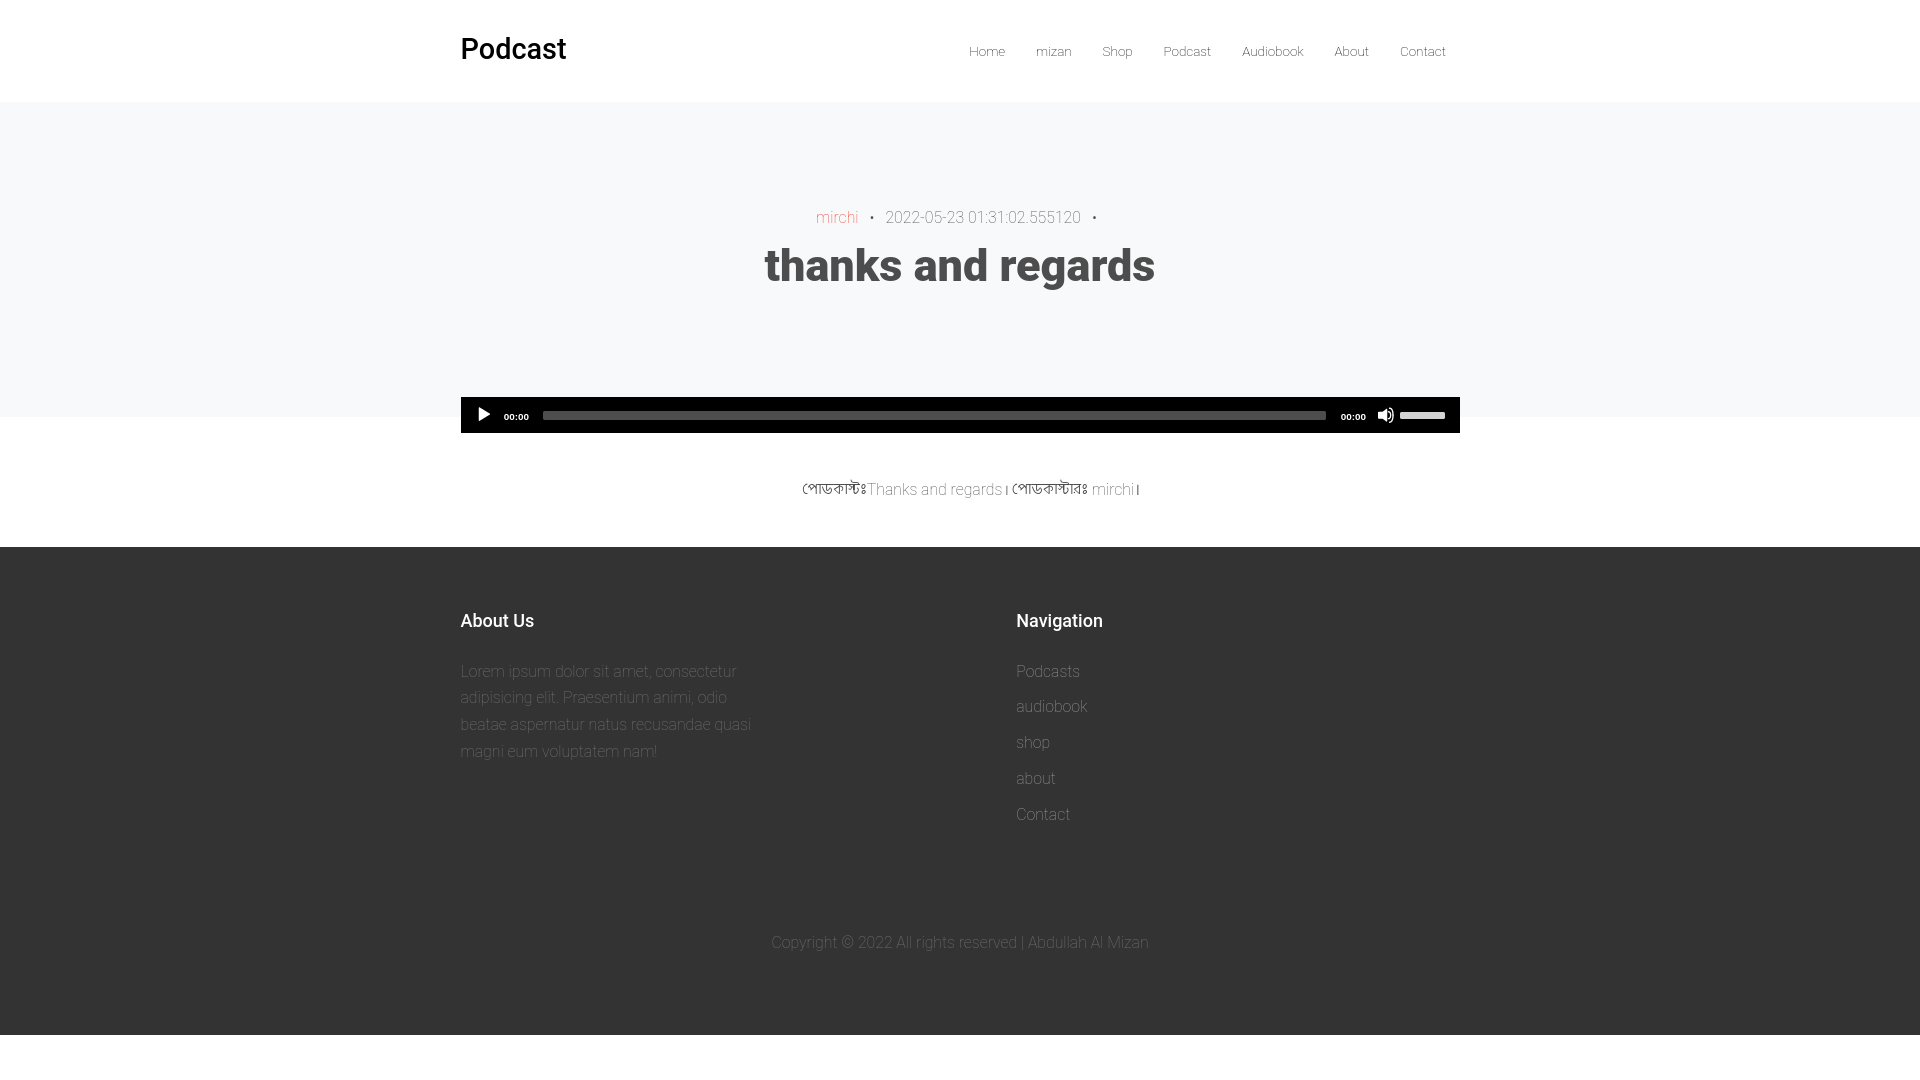 Podcast
Home mizan Shop Podcast Audiobook About Contact
mirchi • 2022-05-23 01:31:02.555120 •
thanks and regards
00:00 00:00
পোডকাস্টঃThanks and regards। পোডকাস্টারঃ mirchi।
About Us
Lorem ipsum dolor sit amet, consectetur
adipisicing elit. Praesentium animi, odio
beatae aspernatur natus recusandae quasi
magni eum voluptatem nam!
Navigation
Podcasts
audiobook
shop
about
Contact
Copyright © 2022 All rights reserved | Abdullah Al Mizan